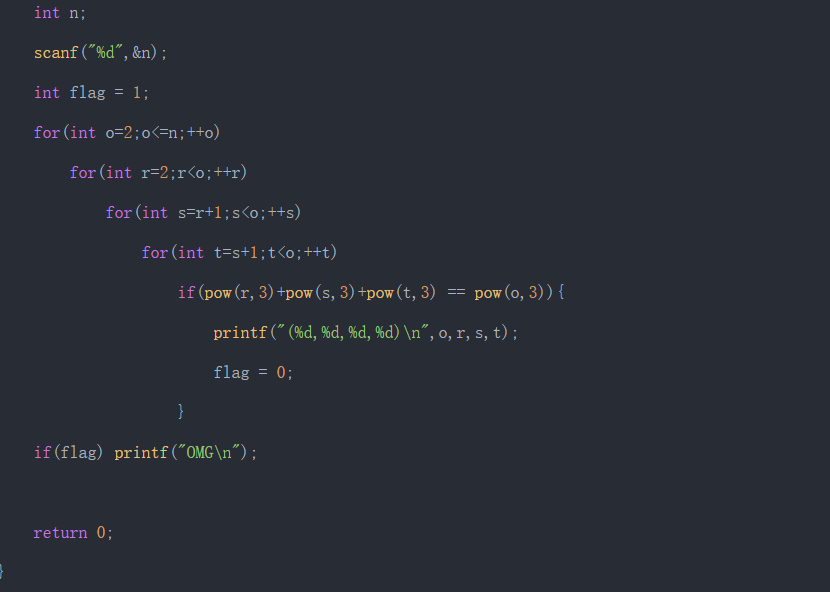 int n;
scanf("%d",&n);
int flag = 1;
for(int o=2;o<=n;++o)
for(int r=2;r<o;++r)
for(int s=r+1;s<o;++s)
for(int t=s+1;t<o;++t)
if(pow(r,3)+pow(s,3)+pow(t,3) == pow(o,3)){
printf("(%d,%d,%d,%d)\n",o,r,s,t);
flag = 0;
}
if(flag) printf("OMG\n");
return 0;
}